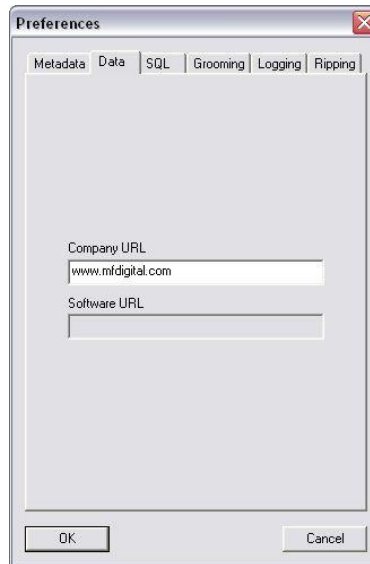 Preferences
Metadata Data SQL Grooming Logging Ripping
Company URL
www.mfdigital.com
Software URL
OK Cancel